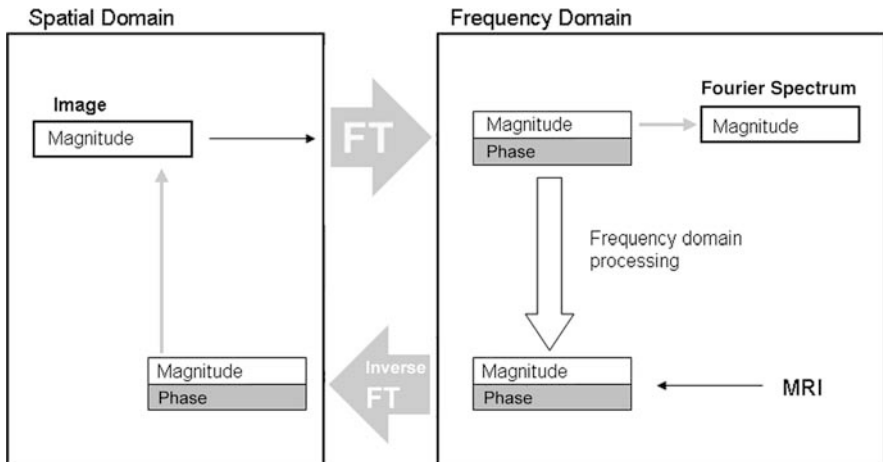 Spatial Domain
Frequency Domain
Image
Magnitude
FT
Magnitude
Phase
Fourier Spectrum
Magnitude
Frequency domain
processing
Magnitude
Phase
Inverse
FT
Magnitude
Phase
MRI